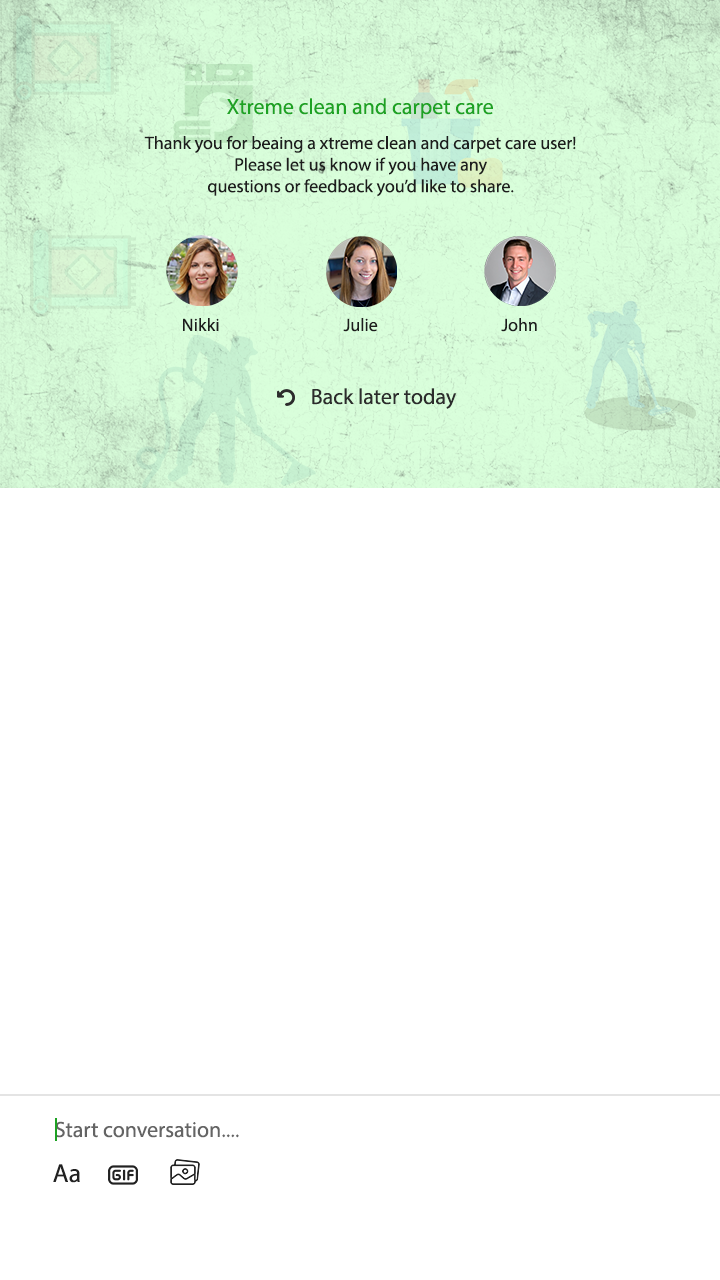 Xtreme clean and carpet care
Thank you for beaing a xtreme clean and carpet care user!
Please let us know if you have any
questions or feedback you'd like to share.
Nikki
Julie
John
Back later today
Start conversation....
Aa
GIF